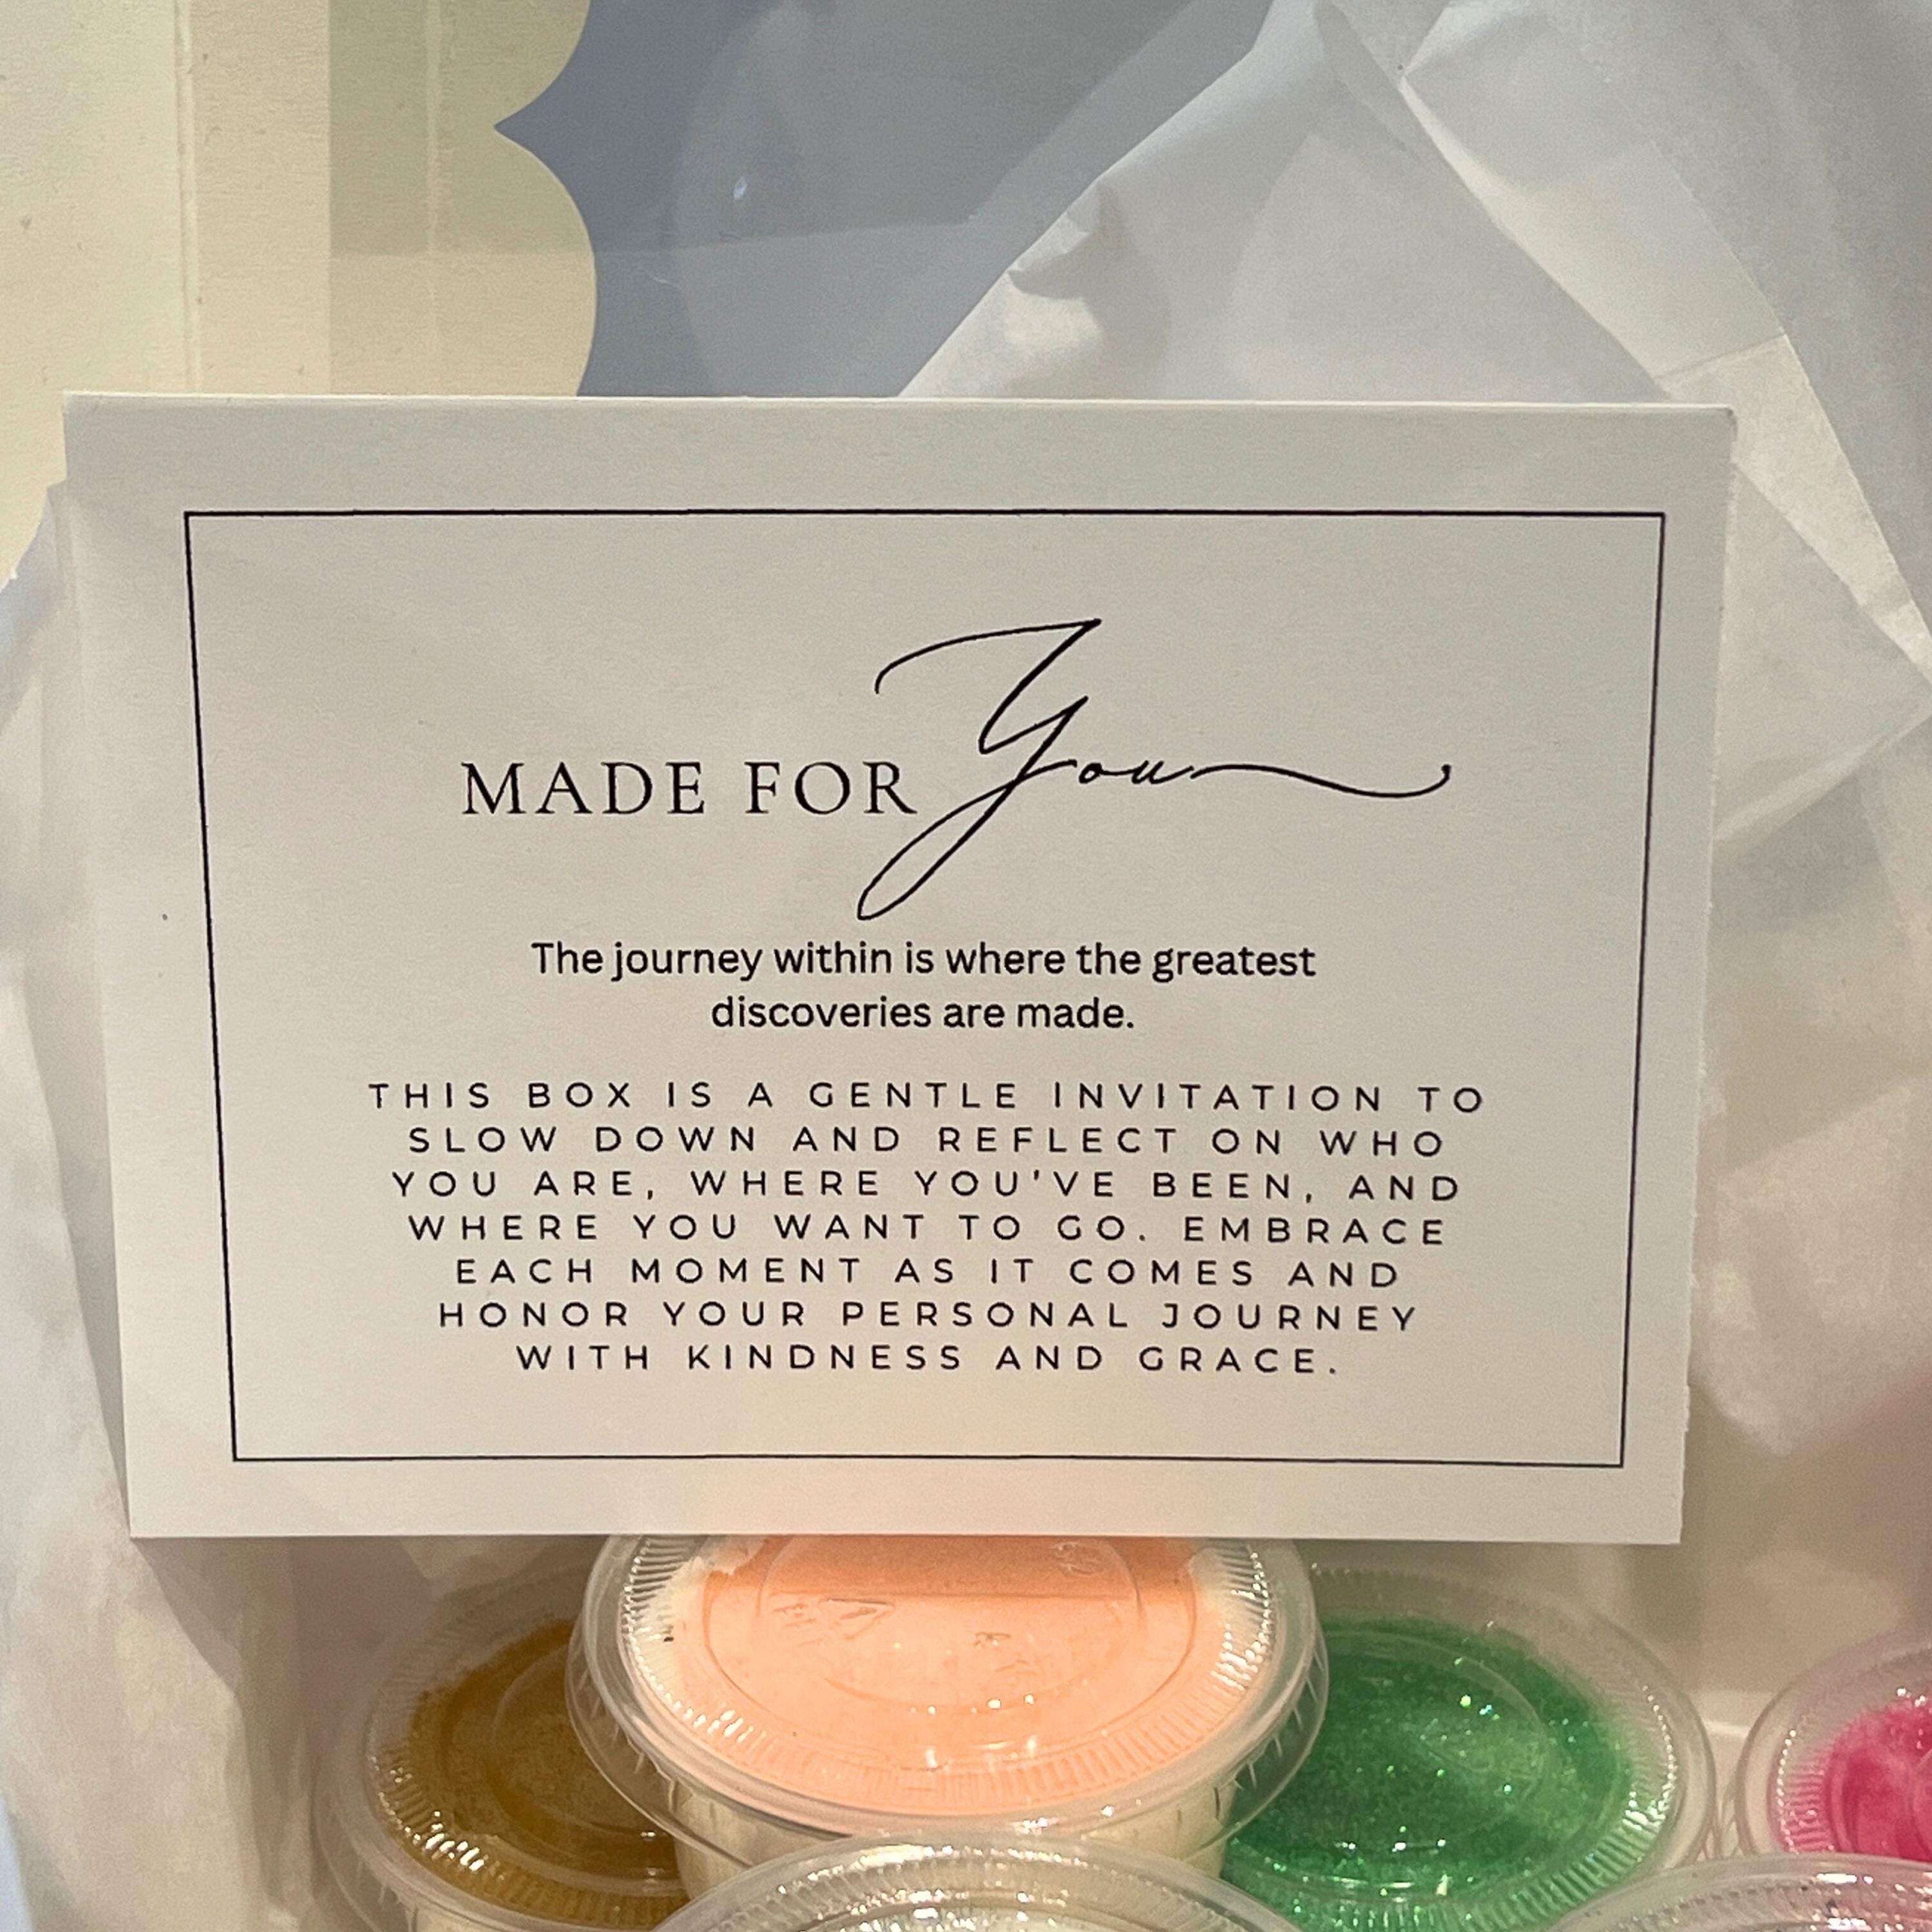 MADE FOR You
The journey within is where the greatest
discoveries are made.
THIS BOX IS A GENTLE INVITATION TO
SLOW DOWN AND REFLECT ON WHO
YOU ARE, WHERE YOU'VE BEEN, AND
WHERE YOU WANT TO GO. EMBRACE
EACH MOMENT AS IT COMES AND
HONOR YOUR PERSONAL JOURNEY
WITH KINDNESS AND GRACE.